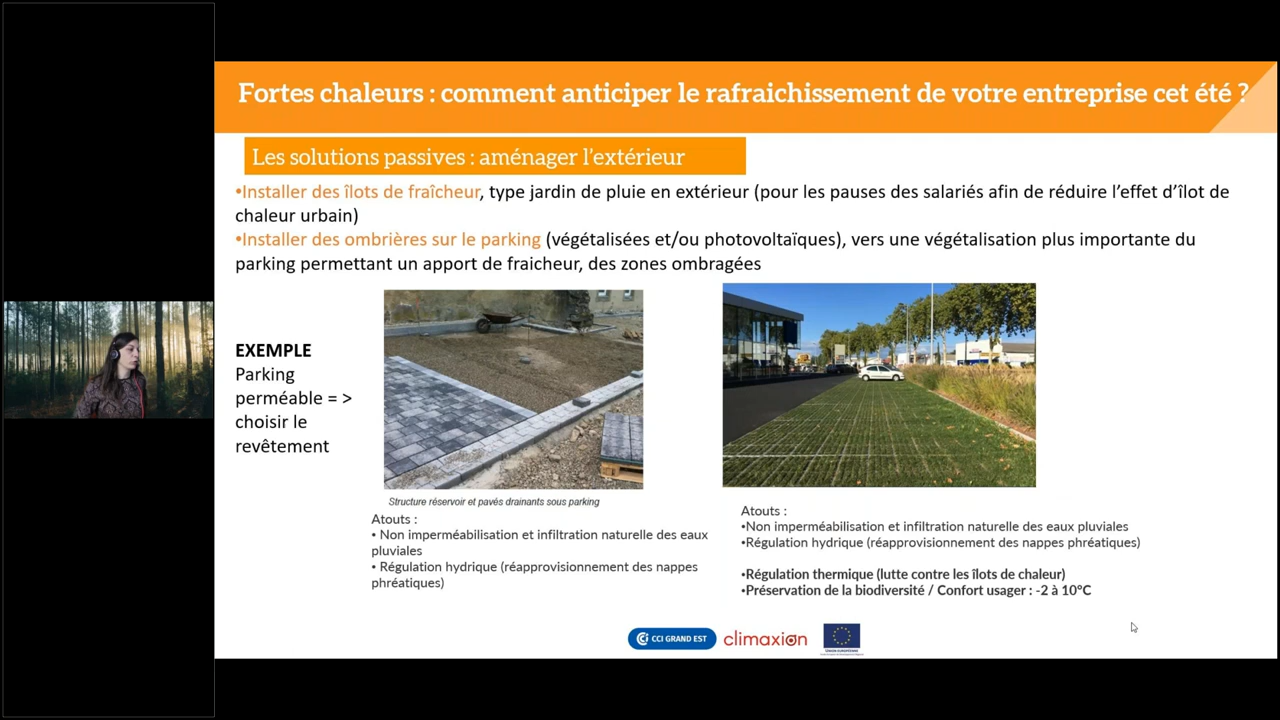 Fortes chaleurs : comment anticiper le rafraichissement de votre entreprise cet été ?
Les solutions passives : aménager l'extérieur
•Installer des îlots de fraîcheur, type jardin de pluie en extérieur (pour les pauses des salariés afin de réduire l'effet d'îlot de
chaleur urbain)
•Installer des ombrières sur le parking (végétalisées et/ou photovoltaïques), vers une végétalisation plus importante du
parking permettant un apport de fraicheur, des zones ombragées
EXEMPLE
Parking
perméable = >
choisir le
revêtement
Structure réservoir et pavés drainants sous parking
Atouts :
• Non imperméabilisation et infiltration naturelle des eaux
pluviales
• Régulation hydrique (réapprovisionnement des nappes
phréatiques)
Atouts :
•Non imperméabilisation et infiltration naturelle des eaux pluviales
•Régulation hydrique (réapprovisionnement des nappes phréatiques)
•Régulation thermique (lutte contre les îlots de chaleur)
•Préservation de la biodiversité / Confort usager : -2 à 10°C
CCI GRAND EST
climaxion
UNION EUROPÉENNE